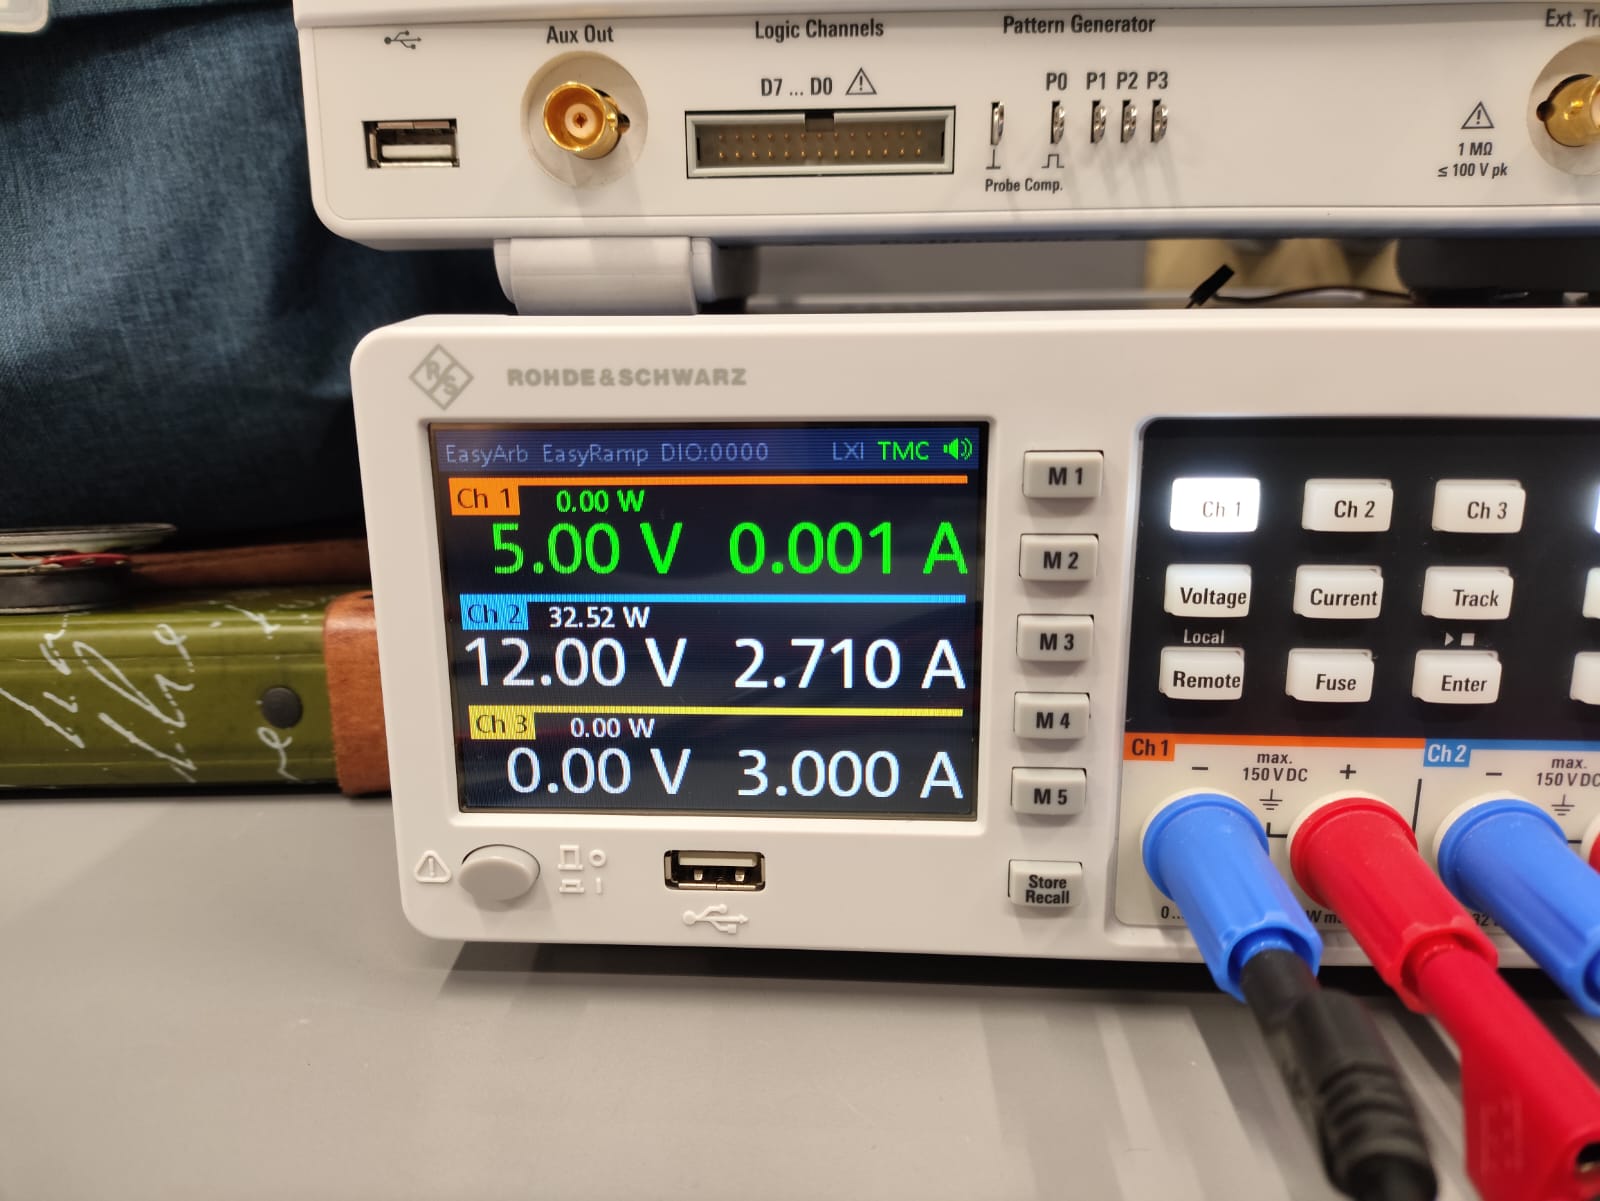 Aux Out
Logic Channels
Pattern Generator
Ext.
D7 ... D0
P0 P1 P2 P3
Probe Comp.
1 MΩ
≤ 100 V pk
R S
ROHDE&SCHWARZ
EasyArb EasyRamp DIO:0000 LXI TMC
Ch 1 0.00 W
5.00 V 0.001 A
Ch 2 32.52 W
12.00 V 2.710 A
Ch 3 0.00 W
0.00 V 3.000 A
M 1
M 2
M 3
M 4
M 5
Store
Recall
Ch 1 Ch 2 Ch 3
Voltage Current Track
Local
Remote Fuse Enter
Ch 1
− max. +
150 V DC
Ch 2
− max.
150 V DC